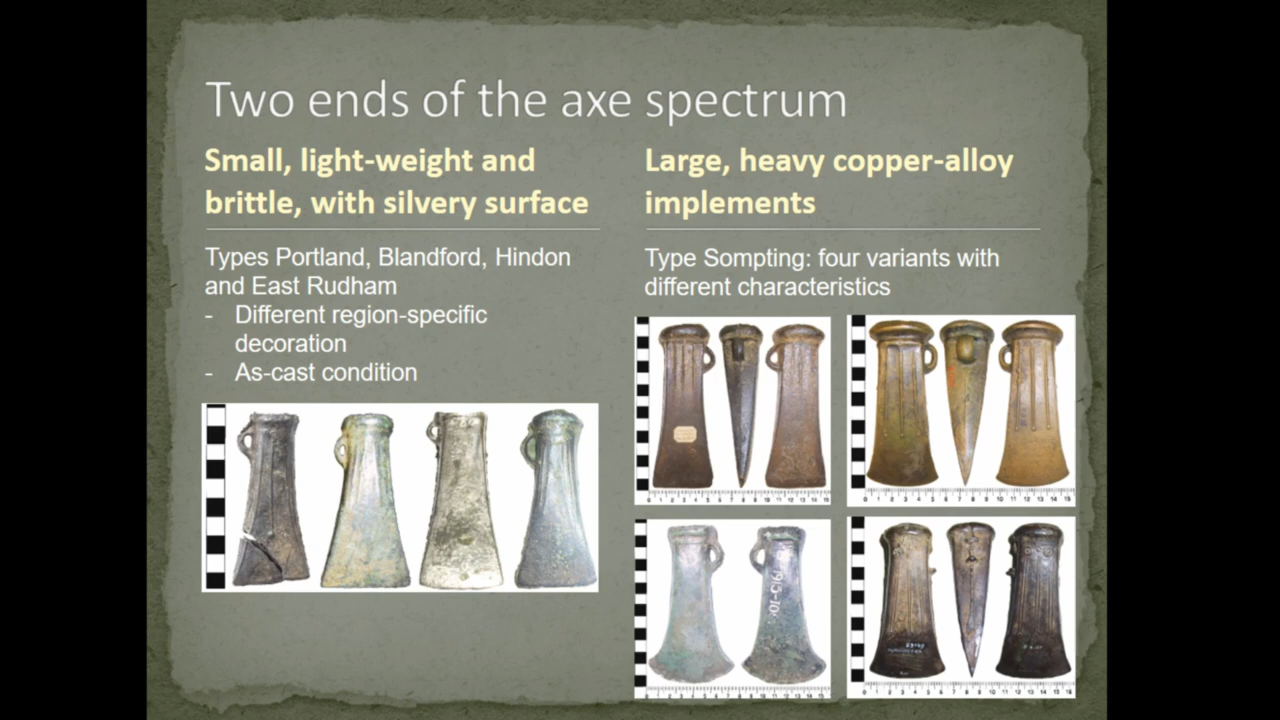 Two ends of the axe spectrum
Small, light-weight and
brittle, with silvery surface
Types Portland, Blandford, Hindon
and East Rudham
- Different region-specific
decoration
- As-cast condition
Large, heavy copper-alloy
implements
Type Sompting: four variants with
different characteristics